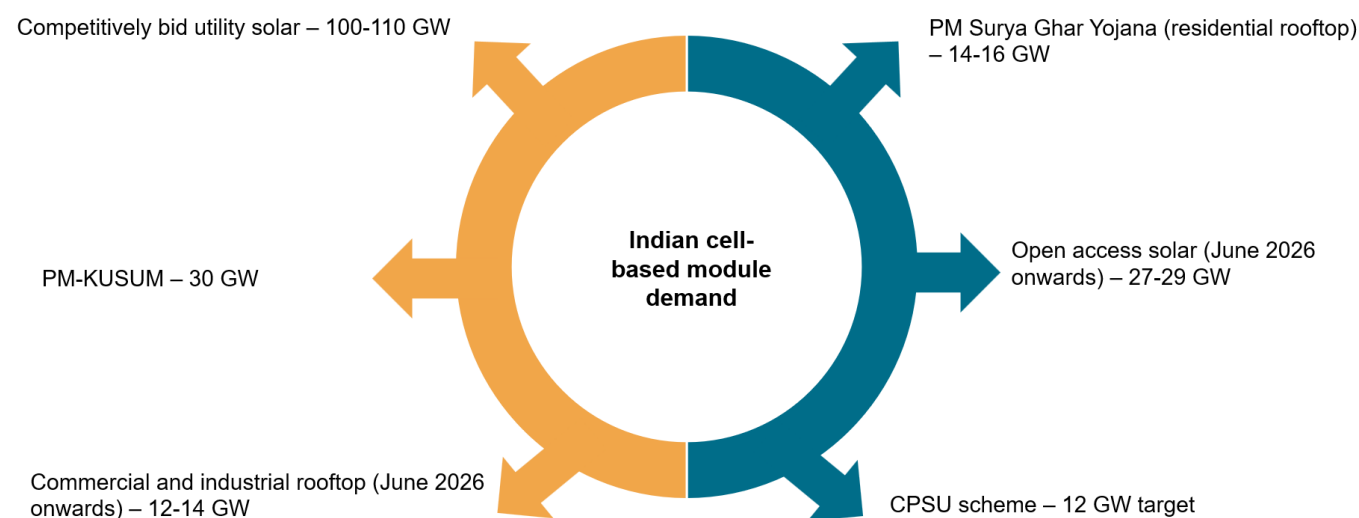 Competitively bid utility solar – 100-110 GW
PM Surya Ghar Yojana (residential rooftop)
– 14-16 GW
Indian cell-
based module
demand
PM-KUSUM – 30 GW
Open access solar (June 2026
onwards) – 27-29 GW
Commercial and industrial rooftop (June 2026
onwards) – 12-14 GW
CPSU scheme – 12 GW target